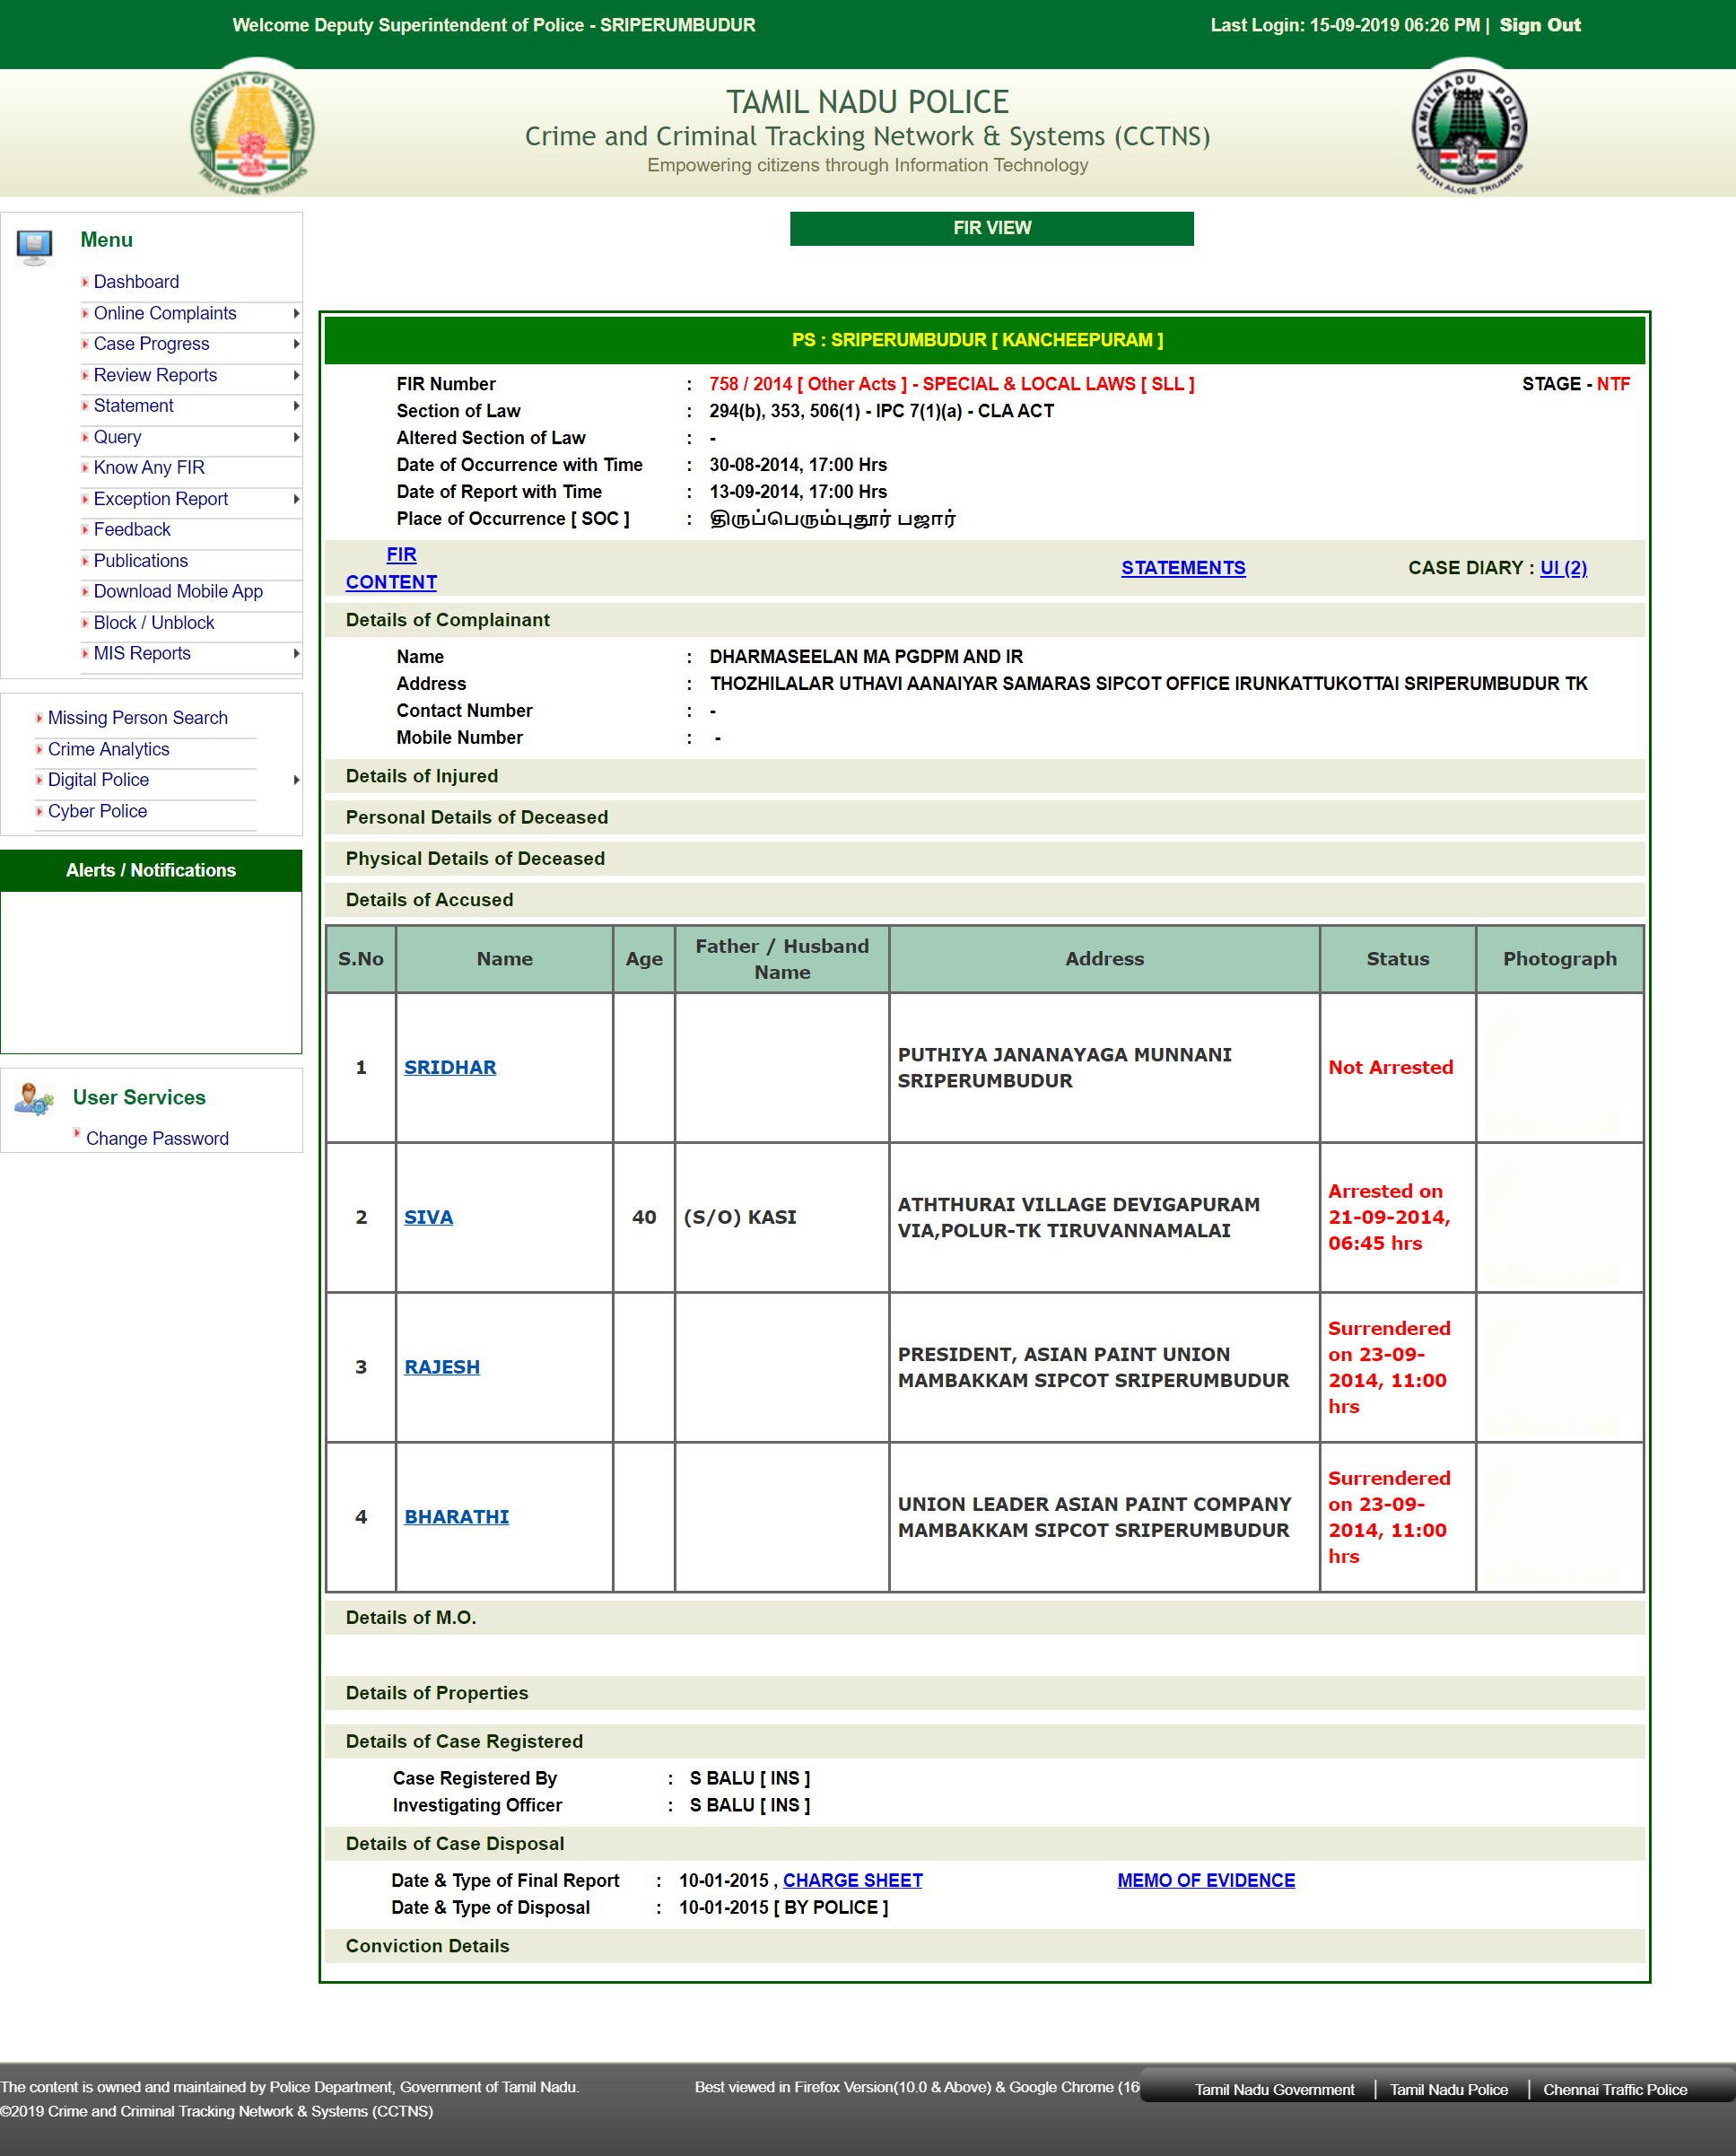 Welcome Deputy Superintendent of Police - SRIPERUMBUDUR
Last Login: 15-09-2019 06:26 PM | Sign Out
GOVERNMENT OF TAMILNADU
TRUTH ALONE TRIUMPHS
TAMIL NADU POLICE
Crime and Criminal Tracking Network & Systems (CCTNS)
Empowering citizens through Information Technology
TAMILNADU POLICE
TRUTH ALONE TRIUMPHS
Menu
Dashboard
Online Complaints
Case Progress
Review Reports
Statement
Query
Know Any FIR
Exception Report
Feedback
Publications
Download Mobile App
Block / Unblock
MIS Reports
Missing Person Search
Crime Analytics
Digital Police
Cyber Police
Alerts / Notifications
User Services
Change Password
FIR VIEW
PS : SRIPERUMBUDUR [ KANCHEEPURAM ]
FIR Number : 758 / 2014 [ Other Acts ] - SPECIAL & LOCAL LAWS [ SLL ] STAGE - NTF
Section of Law : 294(b), 353, 506(1) - IPC 7(1)(a) - CLA ACT
Altered Section of Law : -
Date of Occurrence with Time : 30-08-2014, 17:00 Hrs
Date of Report with Time : 13-09-2014, 17:00 Hrs
Place of Occurrence [ SOC ] : திருப்பெரும்புதூர் பஜார்
FIR
CONTENT
STATEMENTS
CASE DIARY : UI (2)
Details of Complainant
Name : DHARMASEELAN MA PGDPM AND IR
Address : THOZHILALAR UTHAVI AANAIYAR SAMARAS SIPCOT OFFICE IRUNKATTUKOTTAI SRIPERUMBUDUR TK
Contact Number : -
Mobile Number : -
Details of Injured
Personal Details of Deceased
Physical Details of Deceased
Details of Accused
S.No
Name
Age
Father / Husband
Name
Address
Status
Photograph
1
SRIDHAR
PUTHIYA JANANAYAGA MUNNANI
SRIPERUMBUDUR
Not Arrested
2
SIVA
40
(S/O) KASI
ATHTHURAI VILLAGE DEVIGAPURAM
VIA,POLUR-TK TIRUVANNAMALAI
Arrested on
21-09-2014,
06:45 hrs
3
RAJESH
PRESIDENT, ASIAN PAINT UNION
MAMBAKKAM SIPCOT SRIPERUMBUDUR
Surrendered
on 23-09-
2014, 11:00
hrs
4
BHARATHI
UNION LEADER ASIAN PAINT COMPANY
MAMBAKKAM SIPCOT SRIPERUMBUDUR
Surrendered
on 23-09-
2014, 11:00
hrs
Details of M.O.
Details of Properties
Details of Case Registered
Case Registered By : S BALU [ INS ]
Investigating Officer : S BALU [ INS ]
Details of Case Disposal
Date & Type of Final Report : 10-01-2015 , CHARGE SHEET MEMO OF EVIDENCE
Date & Type of Disposal : 10-01-2015 [ BY POLICE ]
Conviction Details
The content is owned and maintained by Police Department, Government of Tamil Nadu.
©2019 Crime and Criminal Tracking Network & Systems (CCTNS)
Best viewed in Firefox Version(10.0 & Above) & Google Chrome (16
Tamil Nadu Government | Tamil Nadu Police | Chennai Traffic Police